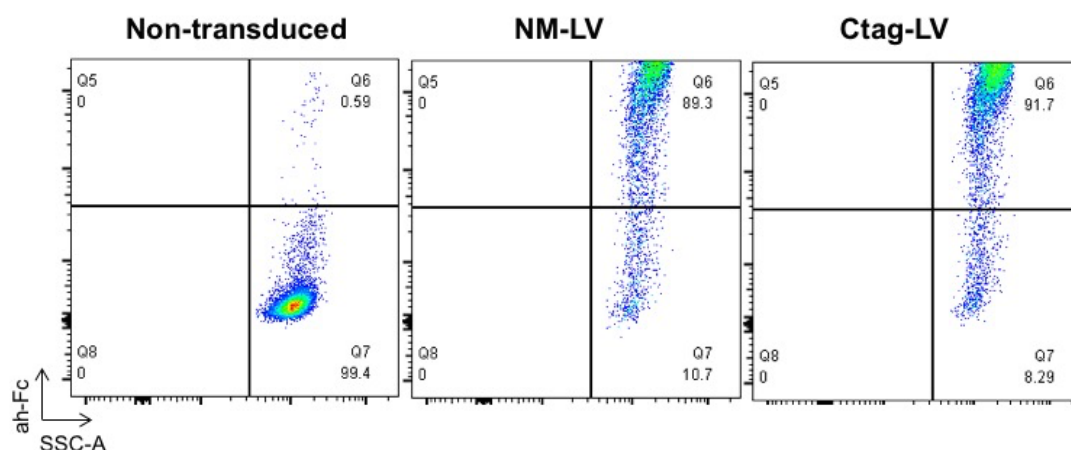 Non-transduced
NM-LV
Ctag-LV
Q5
0
Q6
0.59
Q8
0
Q7
99.4
Q5
0
Q6
89.3
Q8
0
Q7
10.7
Q5
0
Q6
91.7
Q8
0
Q7
8.29
ah-Fc
SSC-A